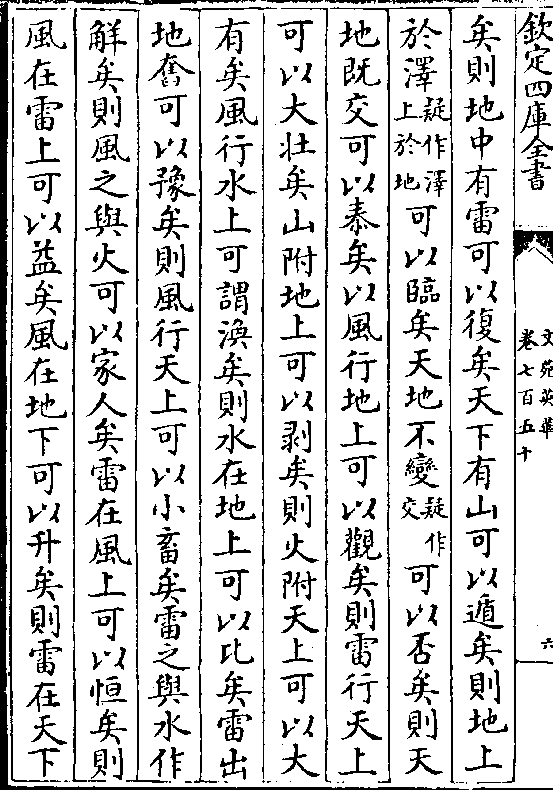 欽定四庫全書
文苑英華
卷七百五十
六
矣則地中有雷可以復矣天下有山可以遁矣則地上
於澤疑作澤上於地可以臨矣天地不變疑作交可以否矣則天
地既交可以泰矣以風行地上可以觀矣則雷行天上
可以大壯矣山附地上可以剥矣則火附天上可以大
有矣風行水上可謂渙矣則水在地上可以比矣雷出
地奮可以豫矣則風行天上可以小畜矣雷之與水作
解矣則風之與火可以家人矣雷在風上可以恒矣則
風在雷上可以益矣風在地下可以升矣則雷在天下